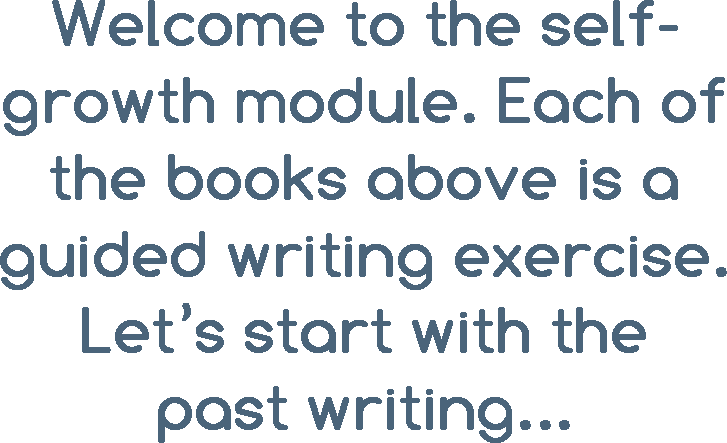 Welcome to the self-
growth module. Each of
the books above is a
guided writing exercise.
Let’s start with the
past writing...